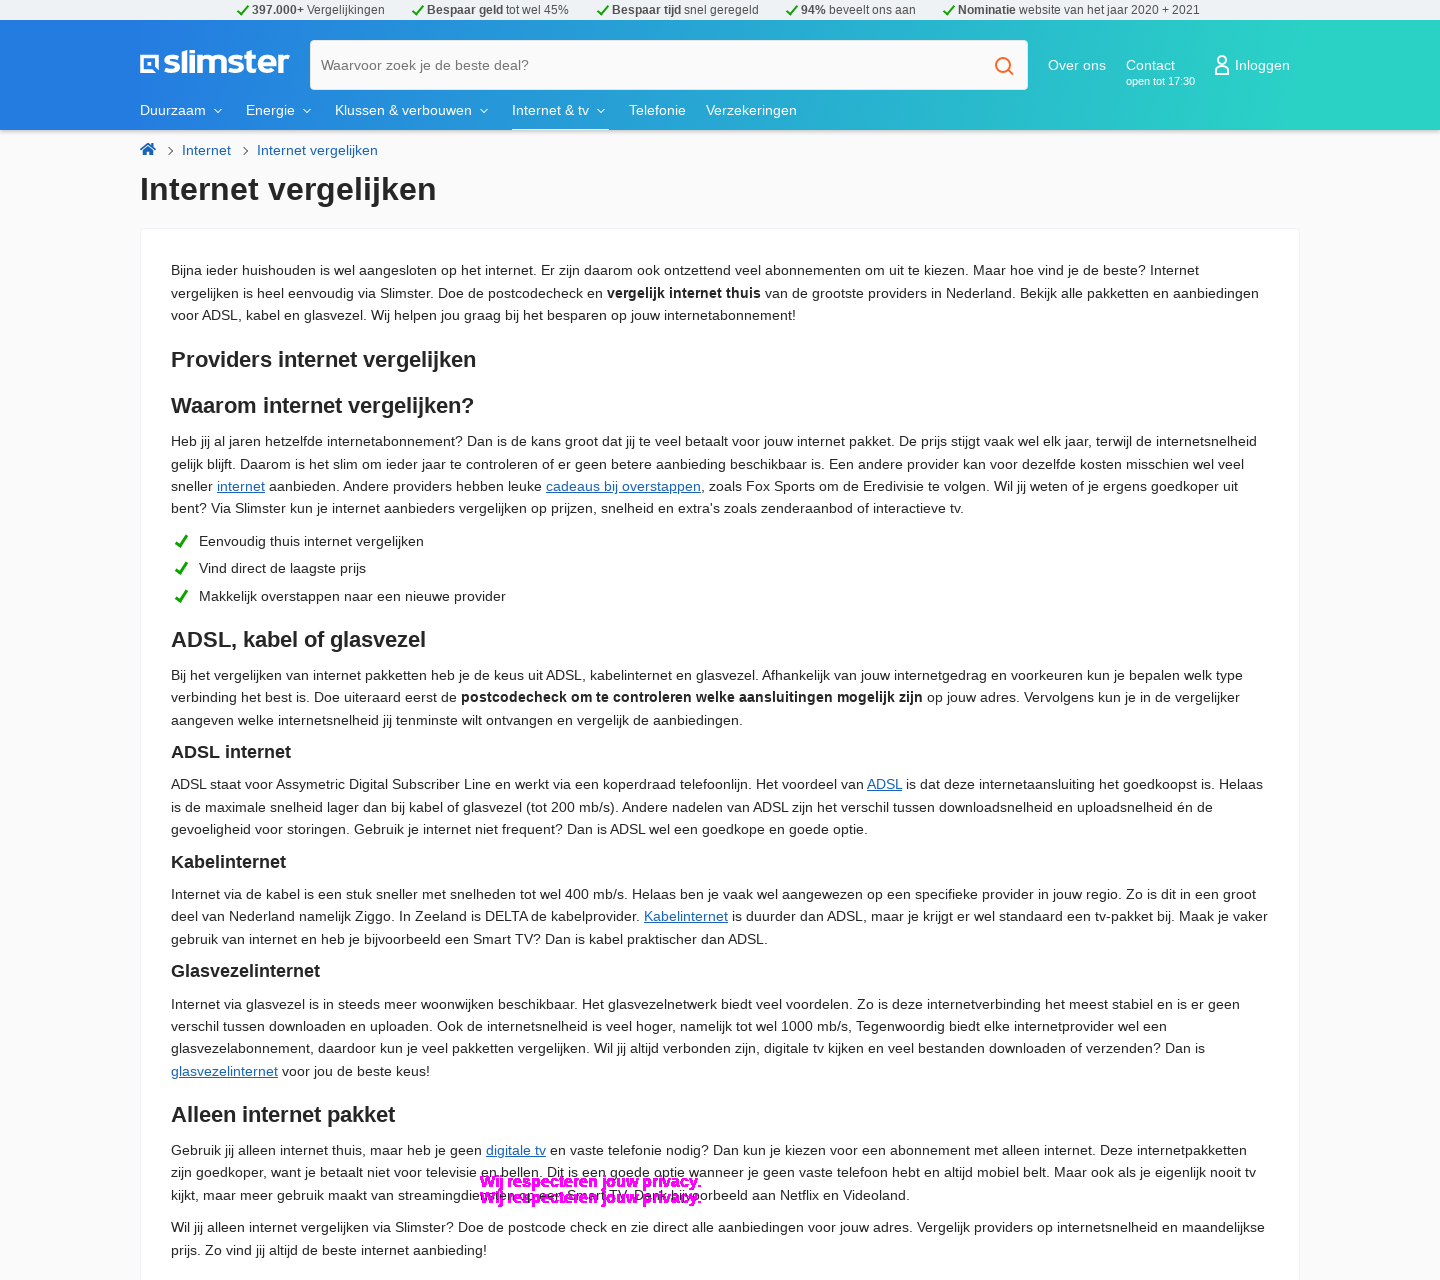 397.000+ Vergelijkingen Bespaar geld tot wel 45% Bespaar tijd snel geregeld 94% beveelt ons aan Nominatie website van het jaar 2020 + 2021
slimster Waarvoor zoek je de beste deal? Over ons Contact Inloggen
open tot 17:30
Duurzaam Energie Klussen & verbouwen Internet & tv Telefonie Verzekeringen
Internet Internet vergelijken
Internet vergelijken
Bijna ieder huishouden is wel aangesloten op het internet. Er zijn daarom ook ontzettend veel abonnementen om uit te kiezen. Maar hoe vind je de beste? Internet
vergelijken is heel eenvoudig via Slimster. Doe de postcodecheck en vergelijk internet thuis van de grootste providers in Nederland. Bekijk alle pakketten en aanbiedingen
voor ADSL, kabel en glasvezel. Wij helpen jou graag bij het besparen op jouw internetabonnement!
Providers internet vergelijken
Waarom internet vergelijken?
Heb jij al jaren hetzelfde internetabonnement? Dan is de kans groot dat jij te veel betaalt voor jouw internet pakket. De prijs stijgt vaak wel elk jaar, terwijl de internetsnelheid
gelijk blijft. Daarom is het slim om ieder jaar te controleren of er geen betere aanbieding beschikbaar is. Een andere provider kan voor dezelfde kosten misschien wel veel
sneller internet aanbieden. Andere providers hebben leuke cadeaus bij overstappen, zoals Fox Sports om de Eredivisie te volgen. Wil jij weten of je ergens goedkoper uit
bent? Via Slimster kun je internet aanbieders vergelijken op prijzen, snelheid en extra's zoals zenderaanbod of interactieve tv.
Eenvoudig thuis internet vergelijken
Vind direct de laagste prijs
Makkelijk overstappen naar een nieuwe provider
ADSL, kabel of glasvezel
Bij het vergelijken van internet pakketten heb je de keus uit ADSL, kabelinternet en glasvezel. Afhankelijk van jouw internetgedrag en voorkeuren kun je bepalen welk type
verbinding het best is. Doe uiteraard eerst de postcodecheck om te controleren welke aansluitingen mogelijk zijn op jouw adres. Vervolgens kun je in de vergelijker
aangeven welke internetsnelheid jij tenminste wilt ontvangen en vergelijk de aanbiedingen.
ADSL internet
ADSL staat voor Assymetric Digital Subscriber Line en werkt via een koperdraad telefoonlijn. Het voordeel van ADSL is dat deze internetaansluiting het goedkoopst is. Helaas
is de maximale snelheid lager dan bij kabel of glasvezel (tot 200 mb/s). Andere nadelen van ADSL zijn het verschil tussen downloadsnelheid en uploadsnelheid én de
gevoeligheid voor storingen. Gebruik je internet niet frequent? Dan is ADSL wel een goedkope en goede optie.
Kabelinternet
Internet via de kabel is een stuk sneller met snelheden tot wel 400 mb/s. Helaas ben je vaak wel aangewezen op een specifieke provider in jouw regio. Zo is dit in een groot
deel van Nederland namelijk Ziggo. In Zeeland is DELTA de kabelprovider. Kabelinternet is duurder dan ADSL, maar je krijgt er wel standaard een tv-pakket bij. Maak je vaker
gebruik van internet en heb je bijvoorbeeld een Smart TV? Dan is kabel praktischer dan ADSL.
Glasvezelinternet
Internet via glasvezel is in steeds meer woonwijken beschikbaar. Het glasvezelnetwerk biedt veel voordelen. Zo is deze internetverbinding het meest stabiel en is er geen
verschil tussen downloaden en uploaden. Ook de internetsnelheid is veel hoger, namelijk tot wel 1000 mb/s, Tegenwoordig biedt elke internetprovider wel een
glasvezelabonnement, daardoor kun je veel pakketten vergelijken. Wil jij altijd verbonden zijn, digitale tv kijken en veel bestanden downloaden of verzenden? Dan is
glasvezelinternet voor jou de beste keus!
Alleen internet pakket
Gebruik jij alleen internet thuis, maar heb je geen digitale tv en vaste telefonie nodig? Dan kun je kiezen voor een abonnement met alleen internet. Deze internetpakketten
zijn goedkoper, want je betaalt niet voor televisie en bellen. Dit is een goede optie wanneer je geen vaste telefoon hebt en altijd mobiel belt. Maar ook als je eigenlijk nooit tv
Wij respecteren jouw privacy.
kijkt, maar meer gebruik maakt van streamingdiensten op een Smart TV. Denk bijvoorbeeld aan Netflix en Videoland.
Wij respecteren jouw privacy.
Wil jij alleen internet vergelijken via Slimster? Doe de postcode check en zie direct alle aanbiedingen voor jouw adres. Vergelijk providers op internetsnelheid en maandelijkse
prijs. Zo vind jij altijd de beste internet aanbieding!